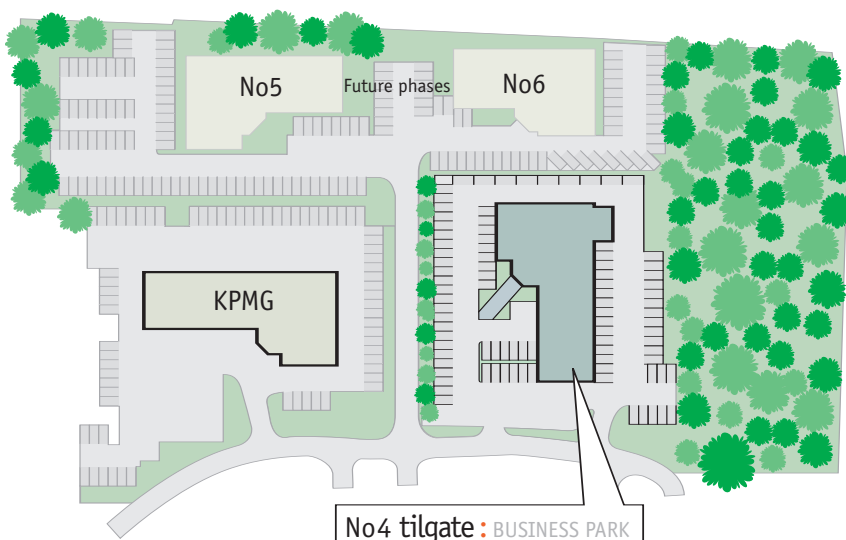 No5
Future phases
No6
KPMG
No4 tilgate : BUSINESS PARK